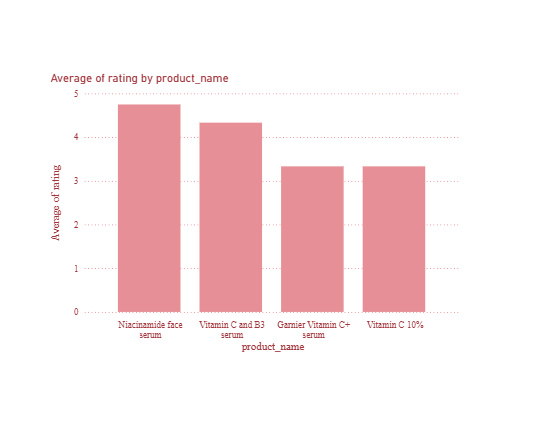 Average of rating by product_name
5
4
3
2
1
0
Average of rating
Niacinamide face
serum
Vitamin C and B3
serum
Garnier Vitamin C+
serum
Vitamin C 10%
product_name